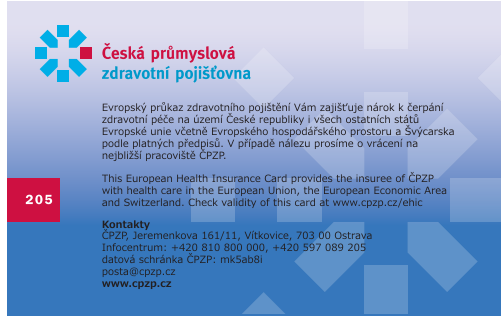 Česká průmyslová
zdravotní pojišťovna
Evropský průkaz zdravotního pojištění Vám zajišťuje nárok k čerpání
zdravotní péče na území České republiky i všech ostatních států
Evropské unie včetně Evropského hospodářského prostoru a Švýcarska
podle platných předpisů. V případě nálezu prosíme o vrácení na
nejbližší pracoviště ČPZP.
This European Health Insurance Card provides the insuree of ČPZP
with health care in the European Union, the European Economic Area
and Switzerland. Check validity of this card at www.cpzp.cz/ehic
205
Kontakty
ČPZP, Jeremenkova 161/11, Vítkovice, 703 00 Ostrava
Infocentrum: +420 810 800 000, +420 597 089 205
datová schránka ČPZP: mk5ab8i
posta@cpzp.cz
www.cpzp.cz